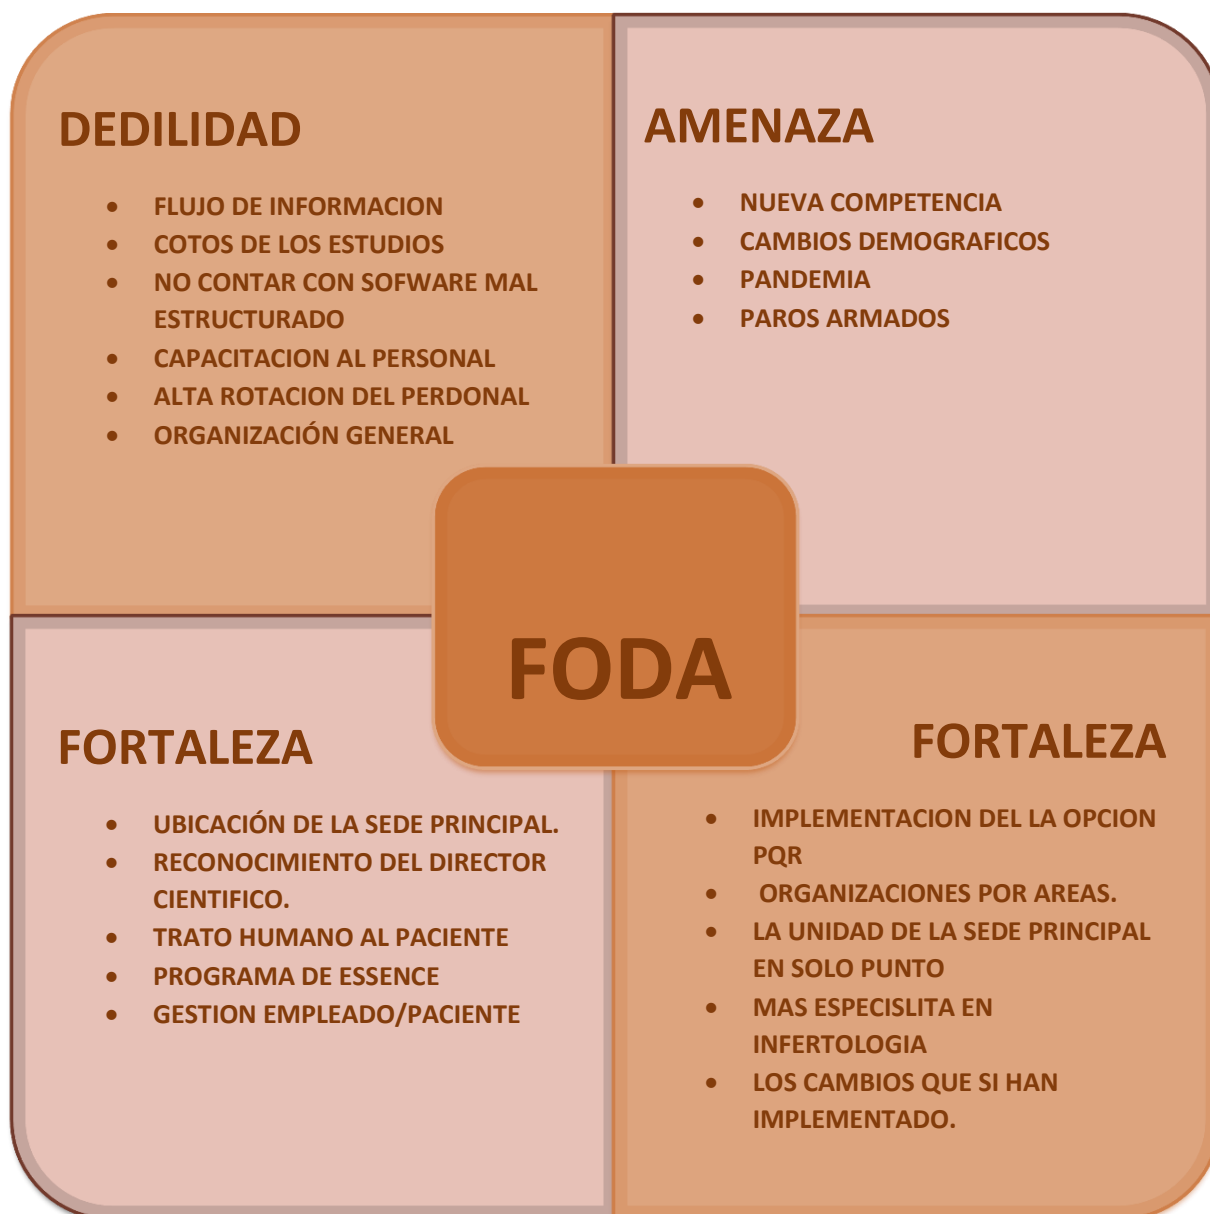 DEDILIDAD
• FLUJO DE INFORMACION
• COTOS DE LOS ESTUDIOS
• NO CONTAR CON SOFWARE MAL
ESTRUCTURADO
• CAPACITACION AL PERSONAL
• ALTA ROTACION DEL PERDONAL
• ORGANIZACIÓN GENERAL
AMENAZA
• NUEVA COMPETENCIA
• CAMBIOS DEMOGRAFICOS
• PANDEMIA
• PAROS ARMADOS
FODA
FORTALEZA
• UBICACIÓN DE LA SEDE PRINCIPAL.
• RECONOCIMIENTO DEL DIRECTOR
CIENTIFICO.
• TRATO HUMANO AL PACIENTE
• PROGRAMA DE ESSENCE
• GESTION EMPLEADO/PACIENTE
FORTALEZA
• IMPLEMENTACION DEL LA OPCION
PQR
• ORGANIZACIONES POR AREAS.
• LA UNIDAD DE LA SEDE PRINCIPAL
EN SOLO PUNTO
• MAS ESPECISLITA EN
INFERTOLOGIA
• LOS CAMBIOS QUE SI HAN
IMPLEMENTADO.